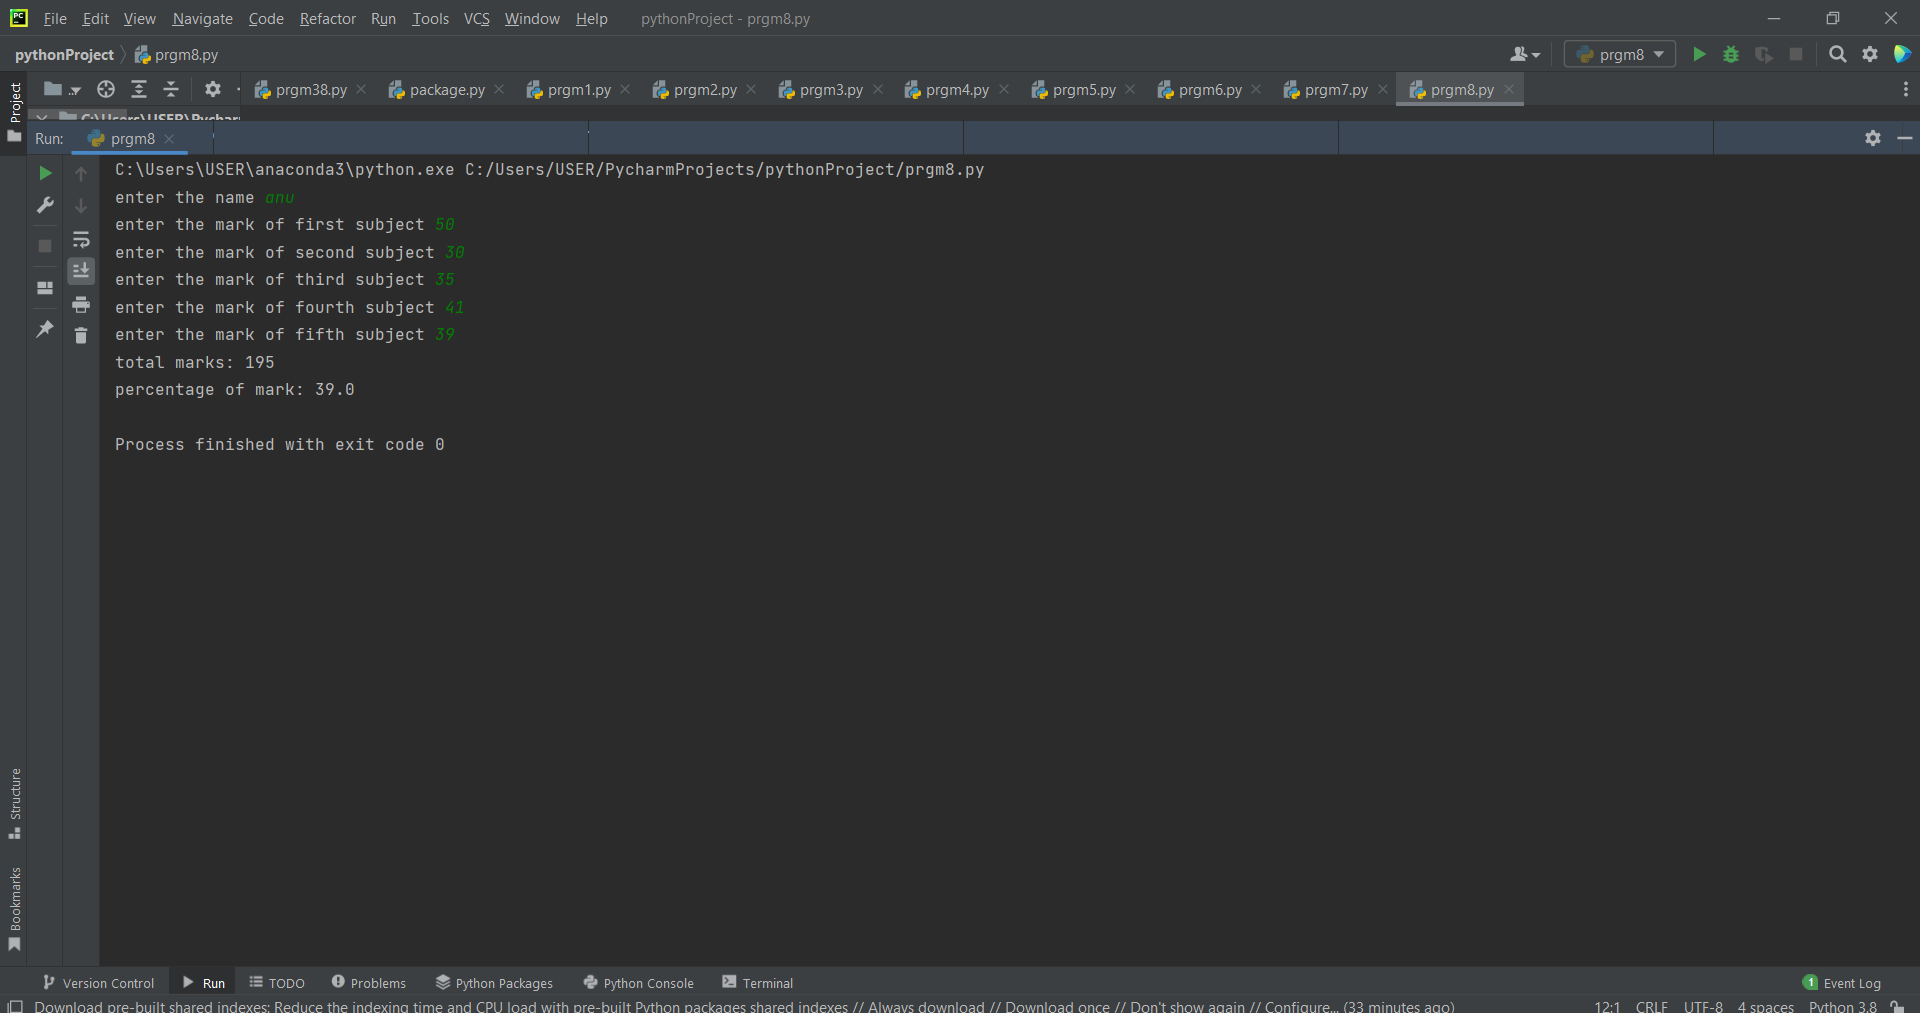 File Edit View Navigate Code Refactor Run Tools VCS Window Help pythonProject - prgm8.py
pythonProject prgm8.py prgm8
Project
prgm38.py package.py prgm1.py prgm2.py prgm3.py prgm4.py prgm5.py prgm6.py prgm7.py prgm8.py
C:\Users\USER\Pychar
Run: prgm8
C:\Users\USER\anaconda3\python.exe C:/Users/USER/PycharmProjects/pythonProject/prgm8.py
enter the name anu
enter the mark of first subject 50
enter the mark of second subject 30
enter the mark of third subject 35
enter the mark of fourth subject 41
enter the mark of fifth subject 39
total marks: 195
percentage of mark: 39.0
Process finished with exit code 0
Structure
Bookmarks
Version Control Run TODO Problems Python Packages Python Console Terminal 1 Event Log
Download pre-built shared indexes: Reduce the indexing time and CPU load with pre-built Python packages shared indexes // Always download // Download once // Don't show again // Configure... (33 minutes ago) 12:1 CRLF UTF-8 4 spaces Python 3.8